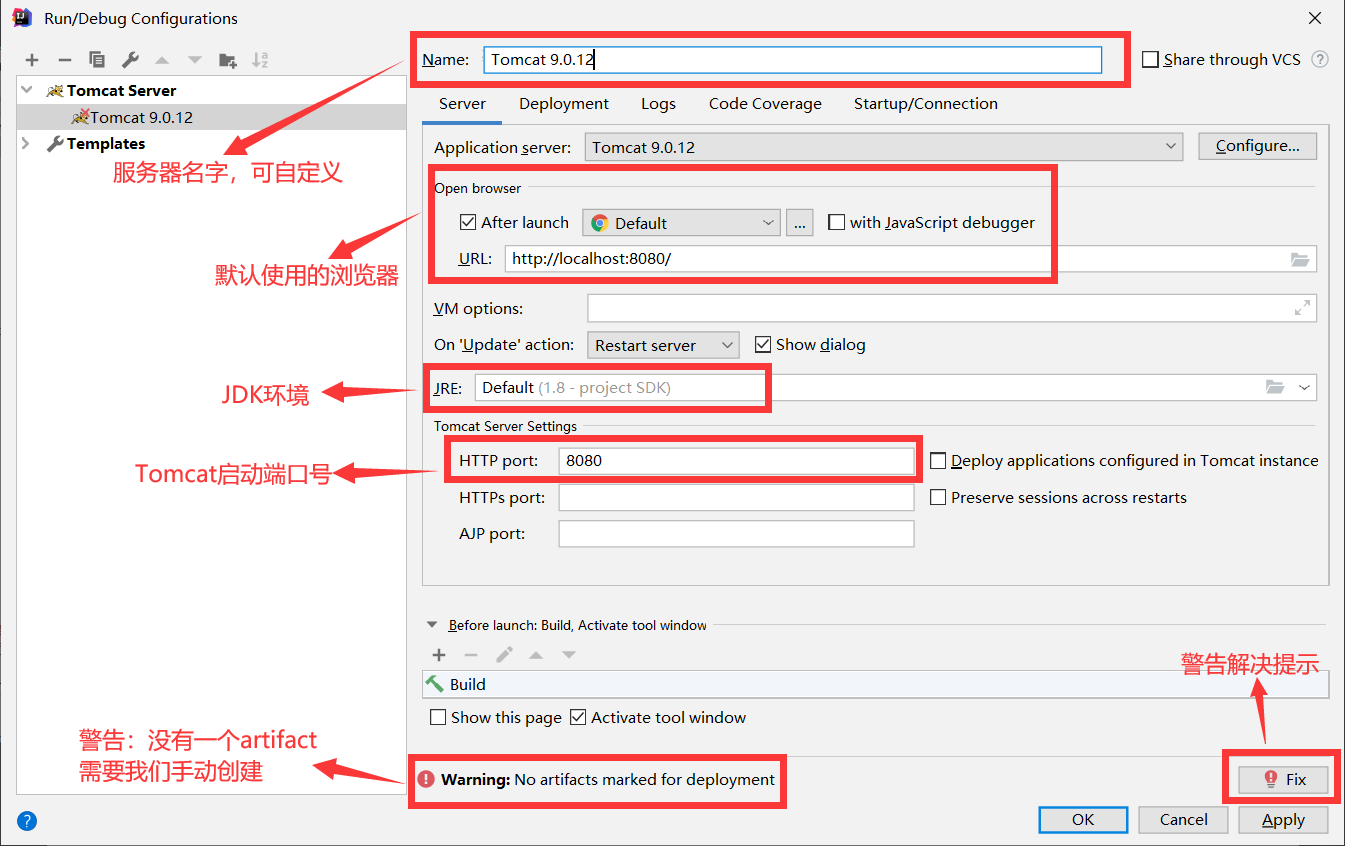 Run/Debug Configurations
Name: Tomcat 9.0.12
Share through VCS ?
Tomcat Server
Tomcat 9.0.12
Templates
服务器名字，可自定义
Server Deployment Logs Code Coverage Startup/Connection
Application server: Tomcat 9.0.12 Configure...
Open browser
After launch Default ... with JavaScript debugger
URL: http://localhost:8080/
默认使用的浏览器
VM options:
On 'Update' action: Restart server Show dialog
JRE: Default (1.8 - project SDK)
JDK环境
Tomcat Server Settings
HTTP port: 8080 Deploy applications configured in Tomcat instance
Tomcat启动端口号
HTTPs port: Preserve sessions across restarts
AJP port:
Before launch: Build, Activate tool window
Build
警告解决提示
Show this page Activate tool window
警告：没有一个artifact
需要我们手动创建
Warning: No artifacts marked for deployment
Fix
? OK Cancel Apply